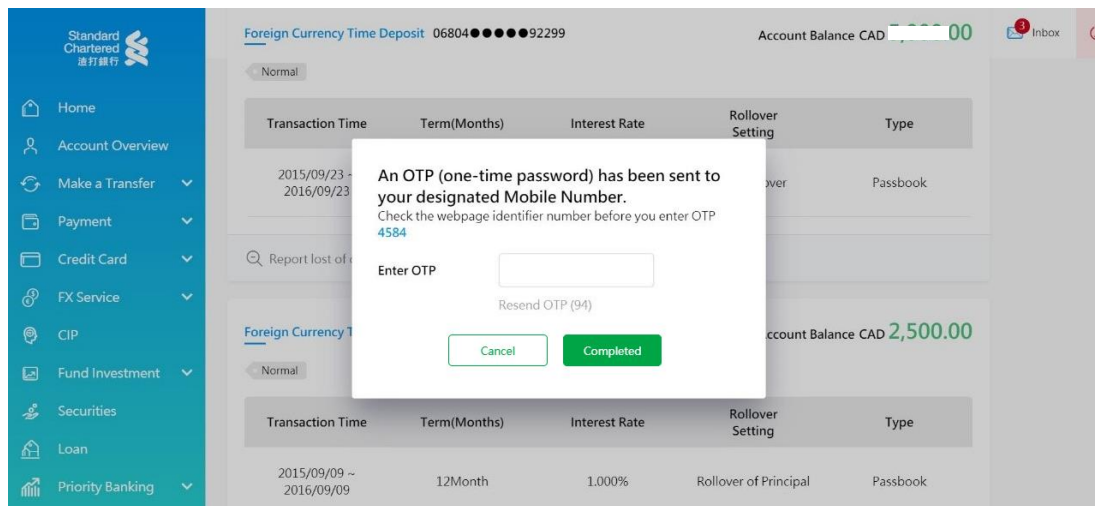 Standard
Chartered
渣打銀行
Home
Account Overview
Make a Transfer
Payment
Credit Card
FX Service
CIP
Fund Investment
Securities
Loan
Priority Banking
Foreign Currency Time Deposit 06804●●●●●92299
Account Balance CAD 00
3
Inbox
Normal
Transaction Time Term(Months) Interest Rate Rollover Setting Type
2015/09/23 ~
2016/09/23
Passbook
Report lost of
An OTP (one-time password) has been sent to
your designated Mobile Number.
Check the webpage identifier number before you enter OTP
4584
Enter OTP
Resend OTP (94)
Cancel Completed
Foreign Currency
Account Balance CAD 2,500.00
Normal
Transaction Time Term(Months) Interest Rate Rollover Setting Type
2015/09/09 ~
2016/09/09
12Month 1.000% Rollover of Principal Passbook